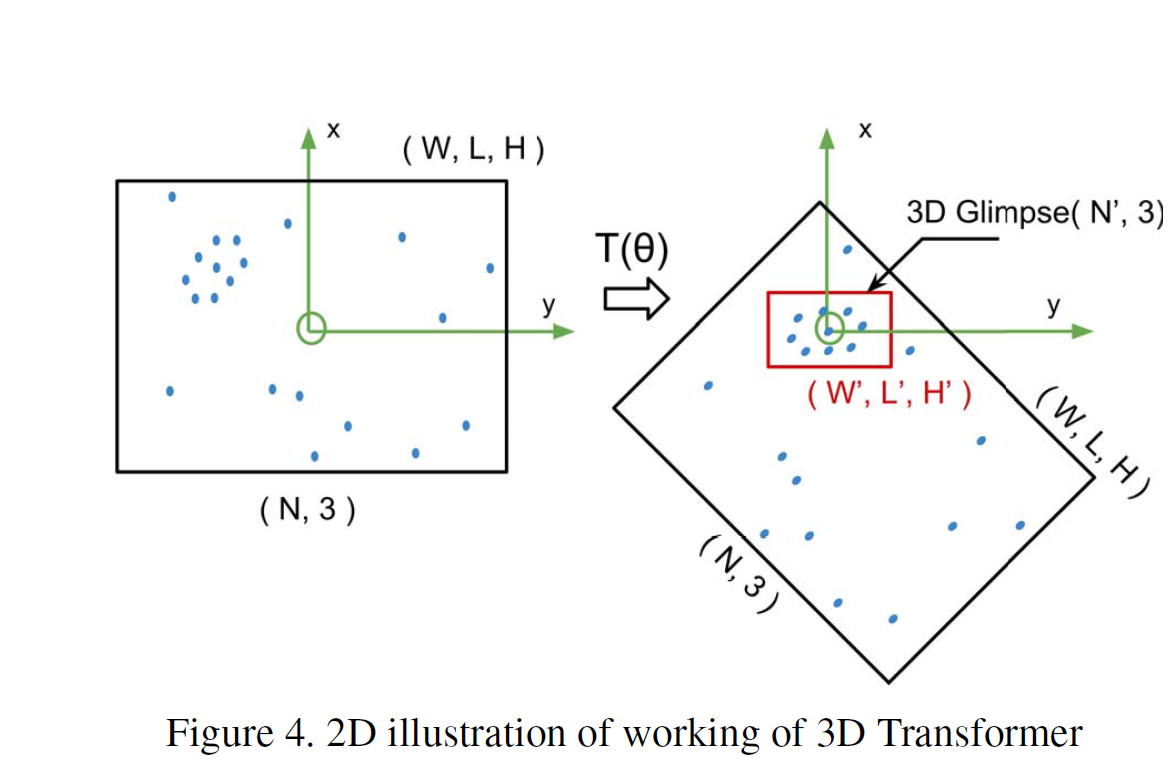 x
( W, L, H )
y
( N, 3 )
T(θ)
x
3D Glimpse( N’, 3)
y
( W’, L’, H’ )
( W, L, H )
( N, 3 )
Figure 4. 2D illustration of working of 3D Transformer